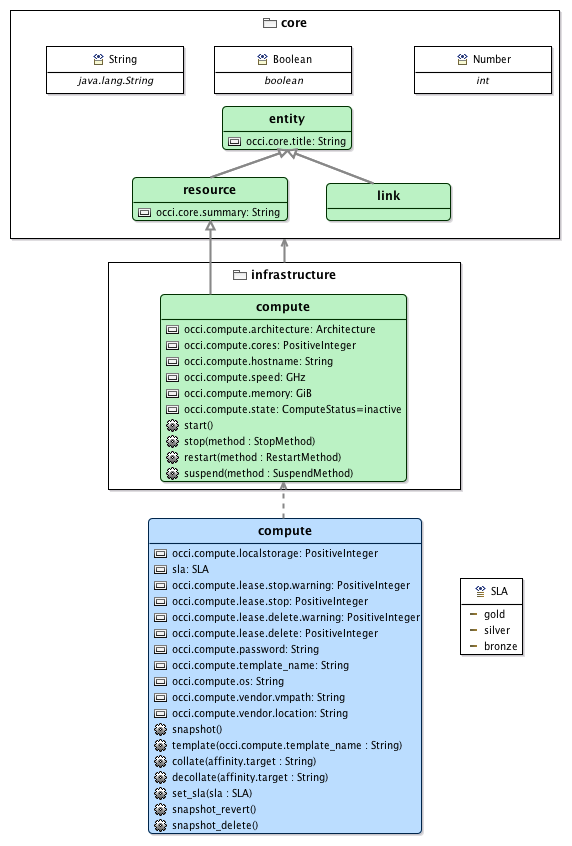 core
String
java.lang.String
Boolean
boolean
Number
int
entity
occi.core.title: String
resource
occi.core.summary: String
link
infrastructure
compute
occi.compute.architecture: Architecture
occi.compute.cores: PositiveInteger
occi.compute.hostname: String
occi.compute.speed: GHz
occi.compute.memory: GiB
occi.compute.state: ComputeStatus=inactive
start()
stop(method : StopMethod)
restart(method : RestartMethod)
suspend(method : SuspendMethod)
compute
occi.compute.localstorage: PositiveInteger
sla: SLA
occi.compute.lease.stop.warning: PositiveInteger
occi.compute.lease.stop: PositiveInteger
occi.compute.lease.delete.warning: PositiveInteger
occi.compute.lease.delete: PositiveInteger
occi.compute.password: String
occi.compute.template_name: String
occi.compute.os: String
occi.compute.vendor.vmpath: String
occi.compute.vendor.location: String
snapshot()
template(occi.compute.template_name : String)
collate(affinity.target : String)
decollate(affinity.target : String)
set_sla(sla : SLA)
snapshot_revert()
snapshot_delete()
SLA
gold
silver
bronze